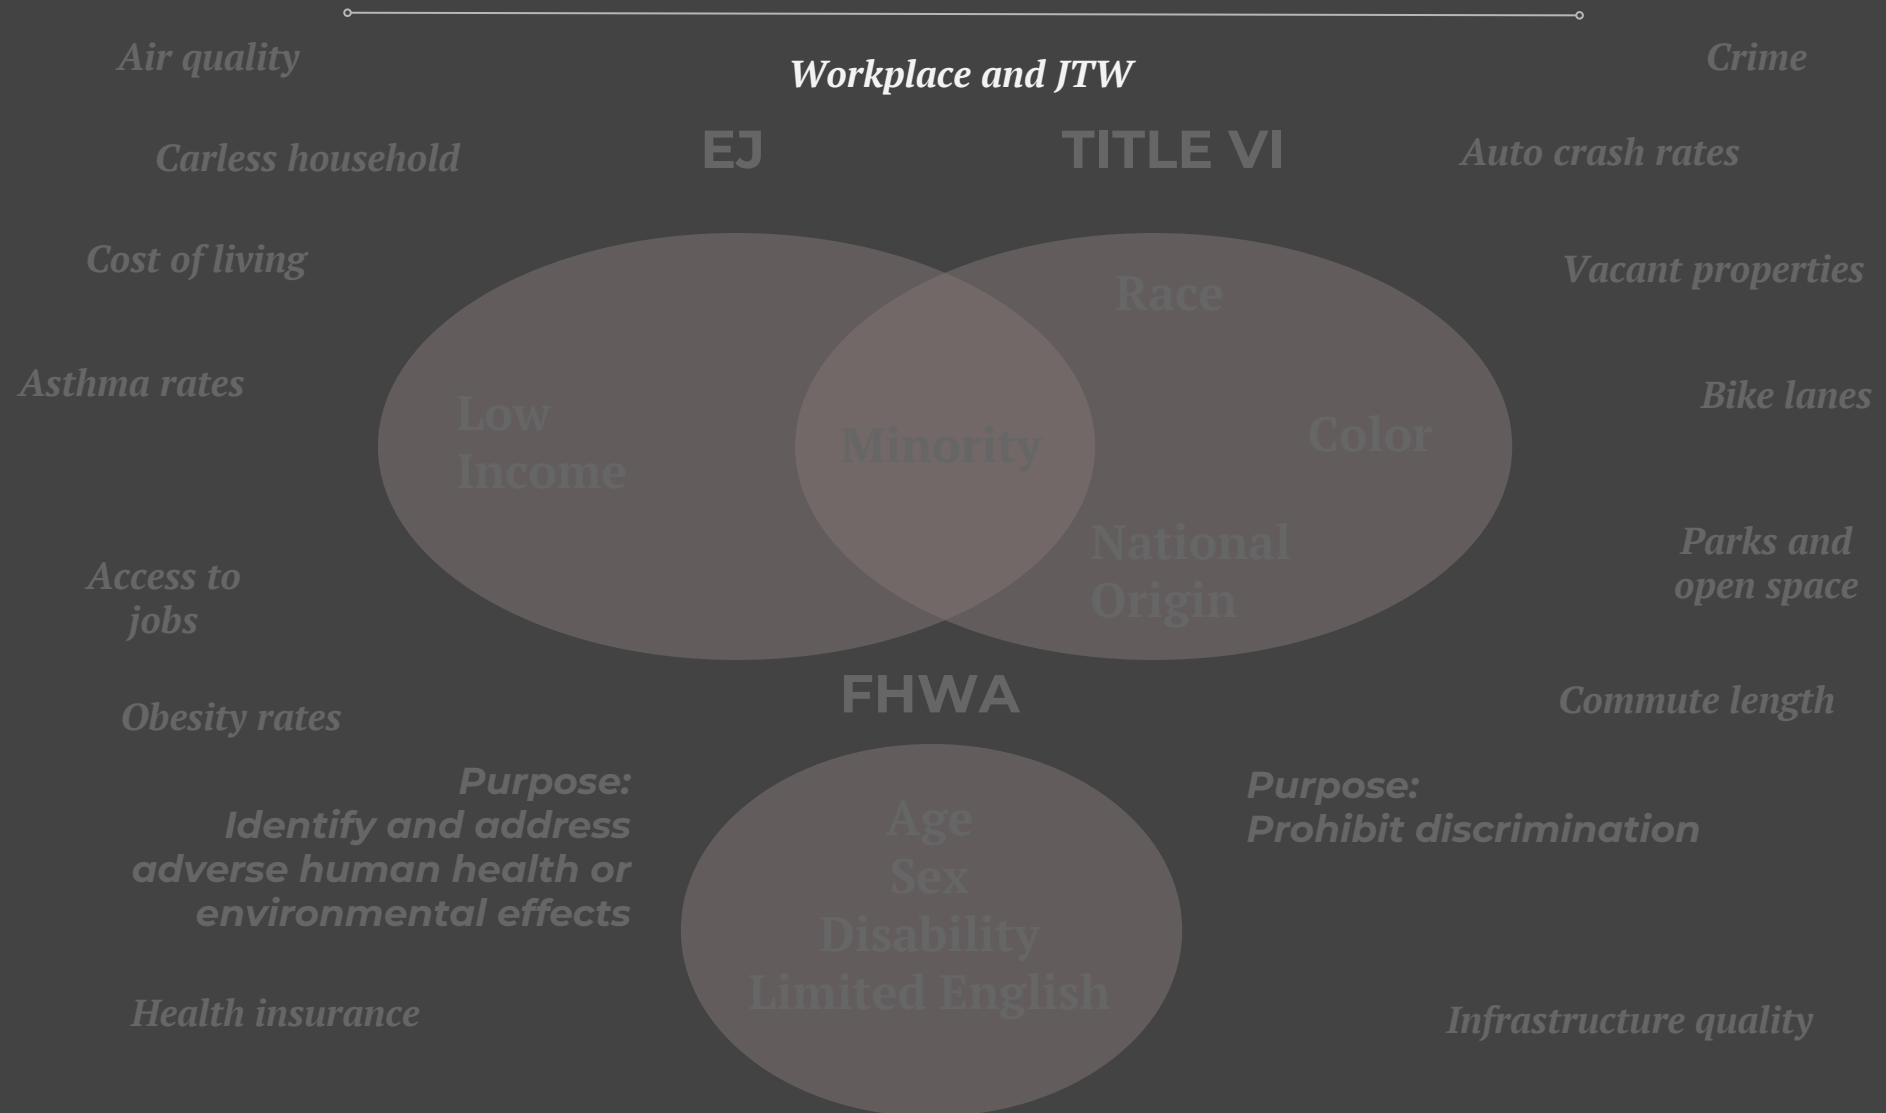 Air quality
Crime
Workplace and JTW
EJ
TITLE VI
Carless household
Auto crash rates
Cost of living
Vacant properties
Race
Asthma rates
Bike lanes
Low
Income
Minority
Color
National
Origin
Access to
jobs
Parks and
open space
FHWA
Obesity rates
Commute length
Purpose:
Identify and address
adverse human health or
environmental effects
Purpose:
Prohibit discrimination
Age
Sex
Disability
Limited English
Health insurance
Infrastructure quality